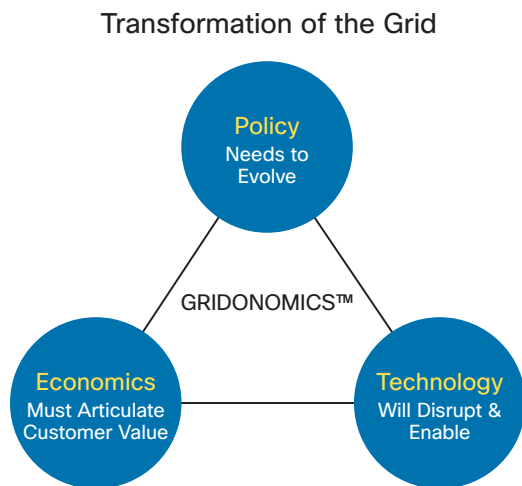 Transformation of the Grid
Policy
Needs to
Evolve
GRIDONOMICS™
Economics
Must Articulate
Customer Value
Technology
Will Disrupt &
Enable